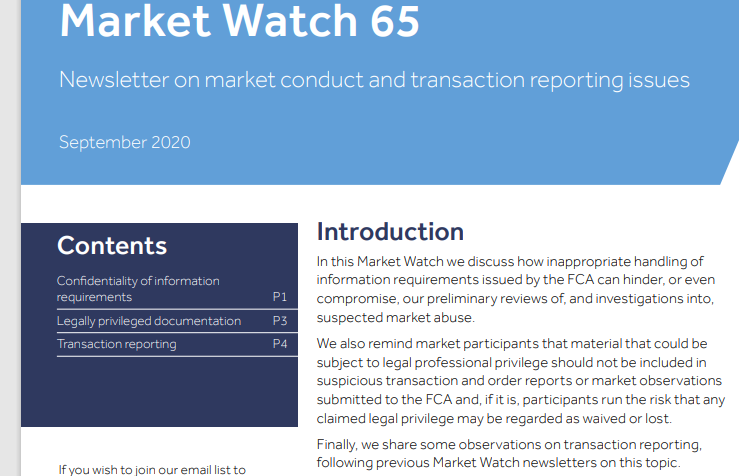 Market Watch 65
Newsletter on market conduct and transaction reporting issues
September 2020
Contents
Confidentiality of information
requirements P1
Legally privileged documentation P3
Transaction reporting P4
If you wish to join our email list to
Introduction
In this Market Watch we discuss how inappropriate handling of
information requirements issued by the FCA can hinder, or even
compromise, our preliminary reviews of, and investigations into,
suspected market abuse.
We also remind market participants that material that could be
subject to legal professional privilege should not be included in
suspicious transaction and order reports or market observations
submitted to the FCA and, if it is, participants run the risk that any
claimed legal privilege may be regarded as waived or lost.
Finally, we share some observations on transaction reporting,
following previous Market Watch newsletters on this topic.